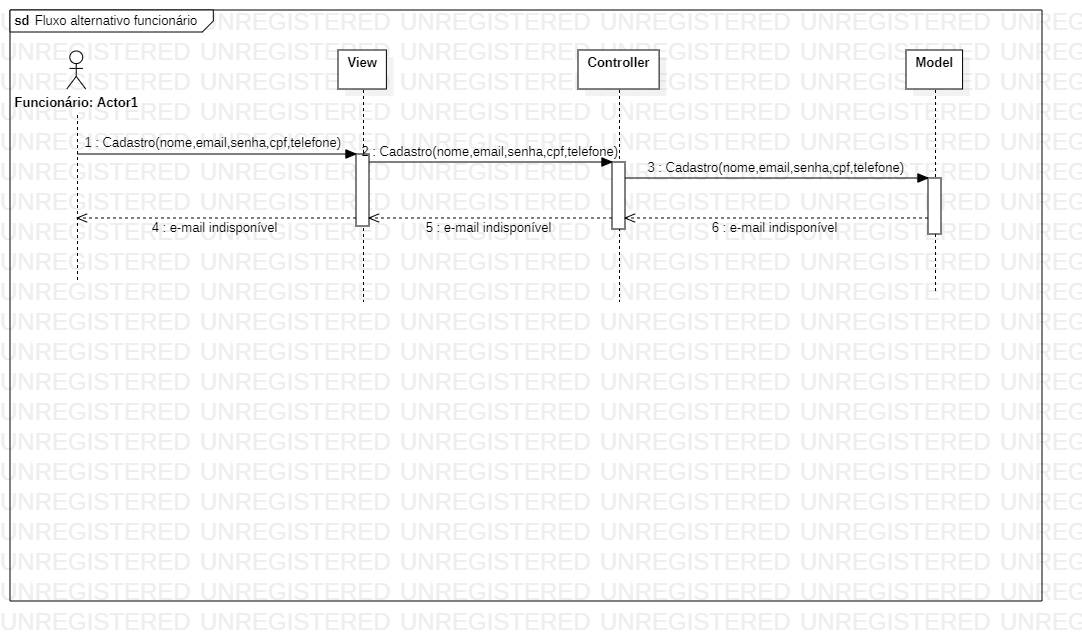 sd Fluxo alternativo funcionário
View
Controller
Model
Funcionário: Actor1
1 : Cadastro(nome,email,senha,cpf,telefone)
2 : Cadastro(nome,email,senha,cpf,telefone)
3 : Cadastro(nome,email,senha,cpf,telefone)
4 : e-mail indisponível
5 : e-mail indisponível
6 : e-mail indisponível
UNREGISTERED UNREGISTERED UNREGISTERED UNREGISTERED UNREGISTERED